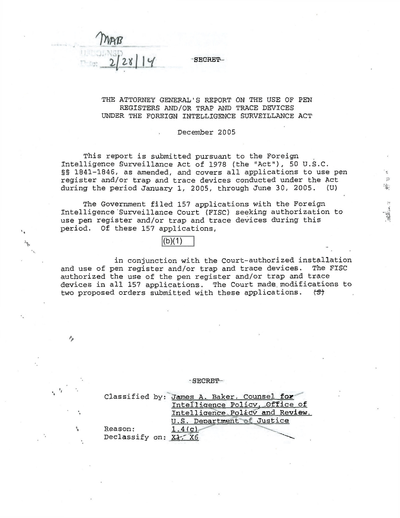 MAB
2/28/14
SECRET
THE ATTORNEY GENERAL'S REPORT ON THE USE OF PEN
REGISTERS AND/OR TRAP AND TRACE DEVICES
UNDER THE FOREIGN INTELLIGENCE SURVEILLANCE ACT
December 2005
This report is submitted pursuant to the Foreign
Intelligence Surveillance Act of 1978 (the "Act"), 50 U.S.C.
§§ 1841-1846, as amended, and covers all applications to use pen
register and/or trap and trace devices conducted under the Act
during the period January 1, 2005, through June 30, 2005. (U)
The Government filed 157 applications with the Foreign
Intelligence Surveillance Court (FISC) seeking authorization to
use pen register and/or trap and trace devices during this
period. Of these 157 applications,
(b)(1)
in conjunction with the Court-authorized installation
and use of pen register and/or trap and trace devices. The FISC
authorized the use of the pen register and/or trap and trace
devices in all 157 applications. The Court made modifications to
two proposed orders submitted with these applications. (S)
SECRET
Classified by: James A. Baker, Counsel for
Intelligence Policy, Office of
Intelligence Policy and Review,
U.S. Department of Justice
Reason: 1.4(c)
Declassify on: X1, X6